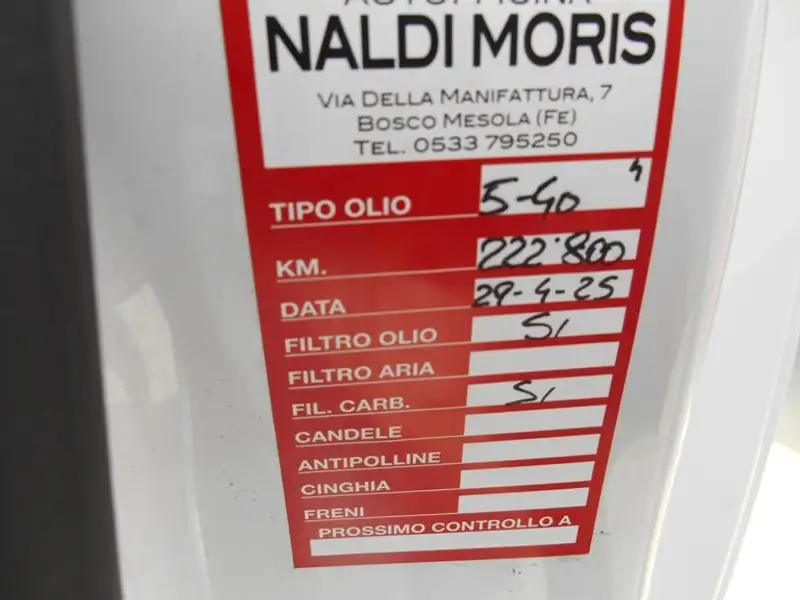 NALDI MORIS
VIA DELLA MANIFATTURA, 7
BOSCO MESOLA (FE)
TEL. 0533 795250
TIPO OLIO 5-40
KM. 222.800
DATA 29-4-25
FILTRO OLIO SI
FILTRO ARIA
FIL. CARB. SI
CANDELE
ANTIPOLLINE
CINGHIA
FRENI
PROSSIMO CONTROLLO A